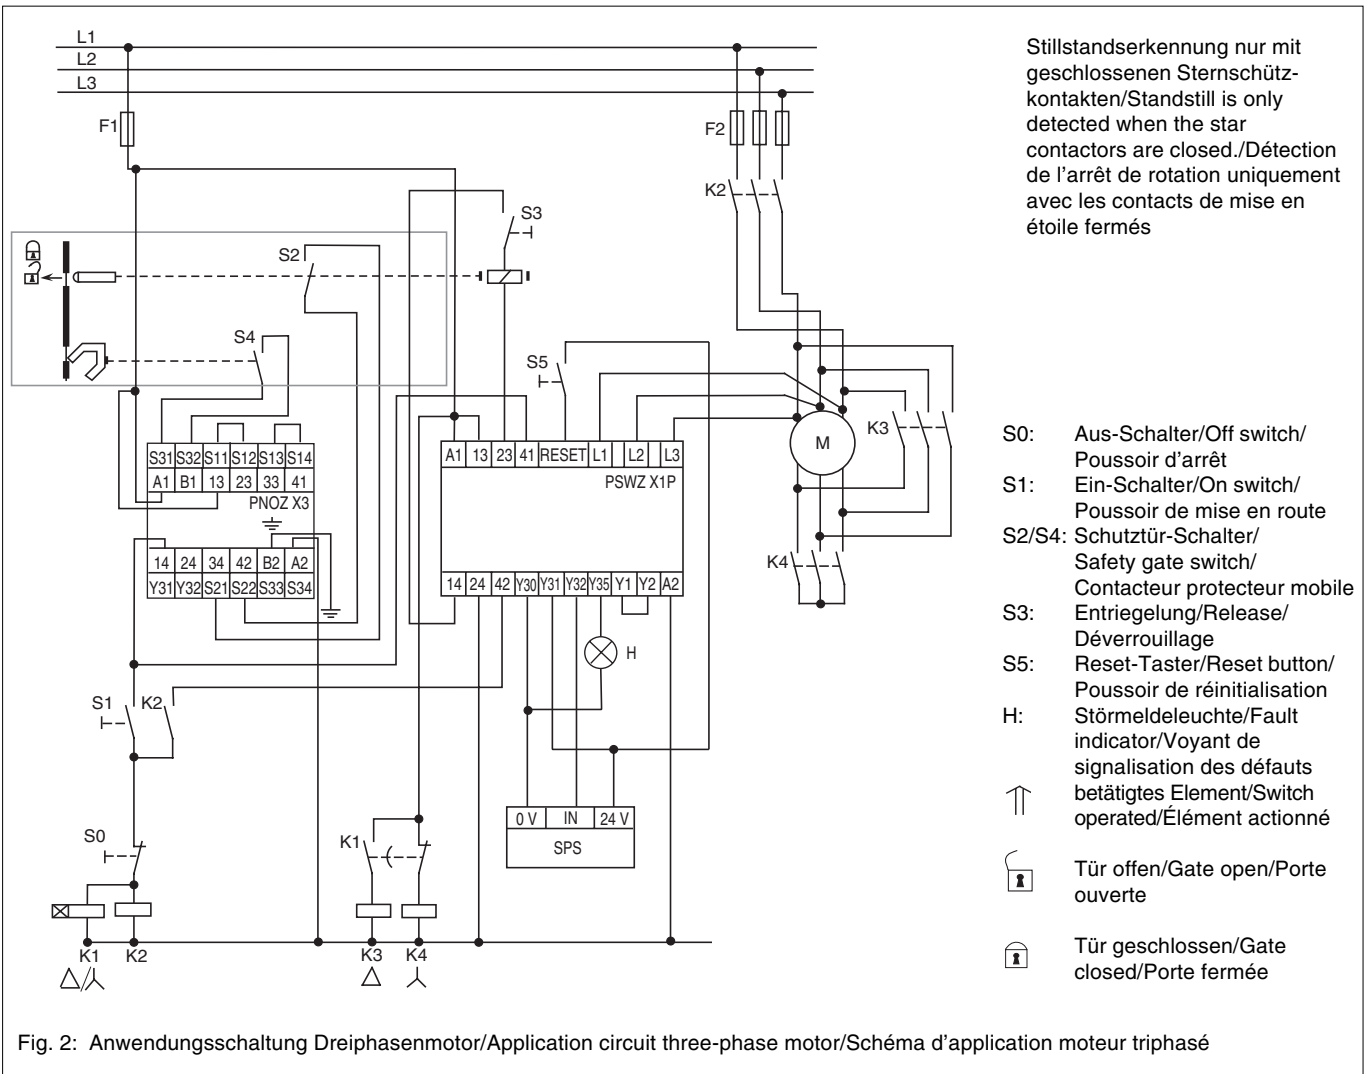 L1
L2
L3
F1
F2
K2
S3
S2
S4
S5
K3
M
K4
S31 S32 S11 S12 S13 S14
A1 B1 13 23 33 41
PNOZ X3
14 24 34 42 B2 A2
Y31 Y32 S21 S22 S33 S34
A1 13 23 41 RESET L1 L2 L3
PSWZ X1P
14 24 42 Y30 Y31 Y32 Y35 Y1 Y2 A2
H
S1 K2
S0
K1
0 V IN 24 V
SPS
K1 K2 K3 K4
Stillstandserkennung nur mit
geschlossenen Sternschütz-
kontakten/Standstill is only
detected when the star
contactors are closed./Détection
de l'arrêt de rotation uniquement
avec les contacts de mise en
étoile fermés
S0: Aus-Schalter/Off switch/
Poussoir d'arrêt
S1: Ein-Schalter/On switch/
Poussoir de mise en route
S2/S4: Schutztür-Schalter/
Safety gate switch/
Contacteur protecteur mobile
S3: Entriegelung/Release/
Déverrouillage
S5: Reset-Taster/Reset button/
Poussoir de réinitialisation
H: Störmeldeleuchte/Fault
indicator/Voyant de
signalisation des défauts
betätigtes Element/Switch
operated/Élément actionné
Tür offen/Gate open/Porte
ouverte
Tür geschlossen/Gate
closed/Porte fermée
Fig. 2: Anwendungsschaltung Dreiphasenmotor/Application circuit three-phase motor/Schéma d'application moteur triphasé